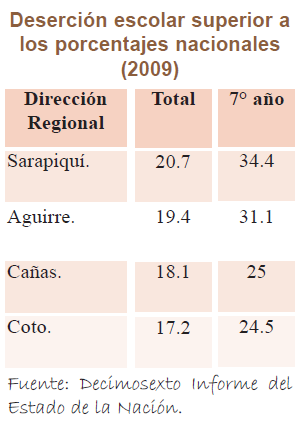 Deserción escolar superior a
los porcentajes nacionales
(2009)
Dirección Regional Total 7° año
Sarapiquí. 20.7 34.4
Aguirre. 19.4 31.1
Cañas. 18.1 25
Coto. 17.2 24.5
Fuente: Decimosexto Informe del
Estado de la Nación.